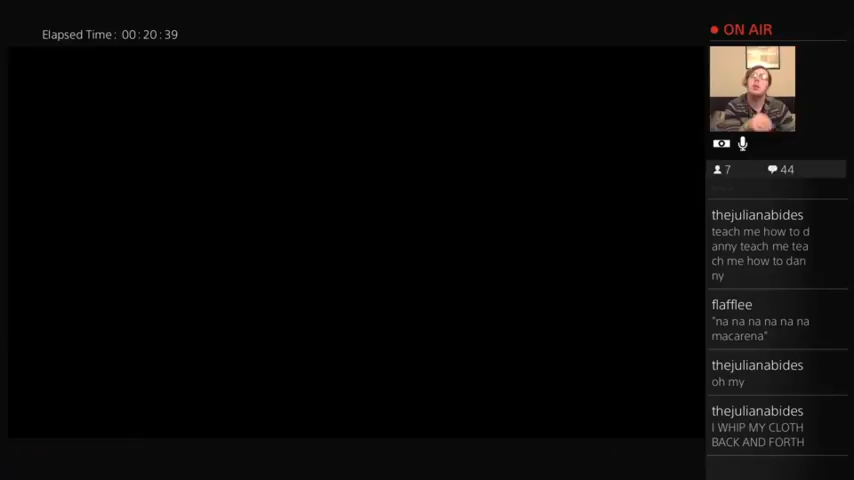 Elapsed Time: 00:20:39
ON AIR
7 44
thejulianabides
teach me how to d
anny teach me tea
ch me how to dan
ny
flafflee
"na na na na na na
macarena"
thejulianabides
oh my
thejulianabides
I WHIP MY CLOTH
BACK AND FORTH